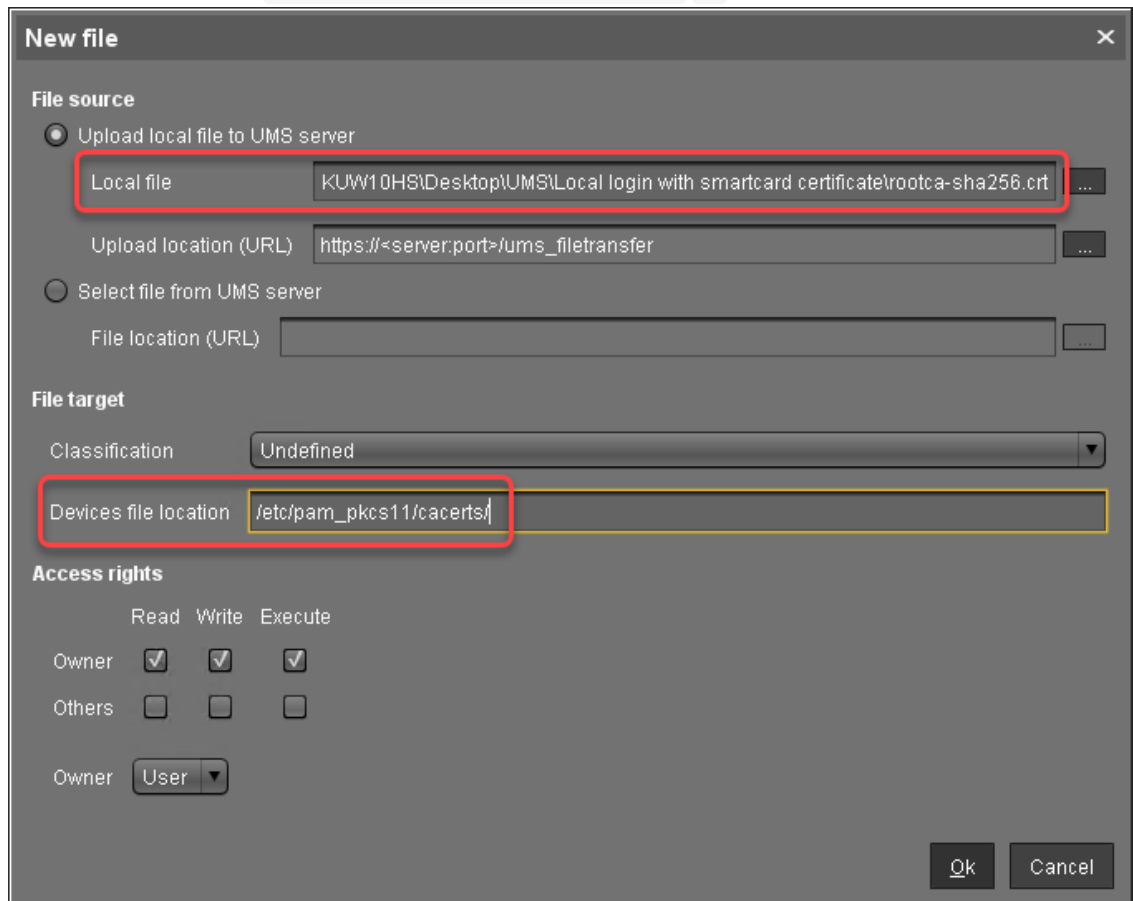 New file ×
File source
Upload local file to UMS server
Local file KUW10HS\Desktop\UMS\Local login with smartcard certificate\rootca-sha256.crt ...
Upload location (URL) https://<server:port>/ums_filetransfer ...
Select file from UMS server
File location (URL) ...
File target
Classification Undefined
Devices file location /etc/pam_pkcs11/cacerts/
Access rights
Read Write Execute
Owner
Others
Owner User
Ok Cancel